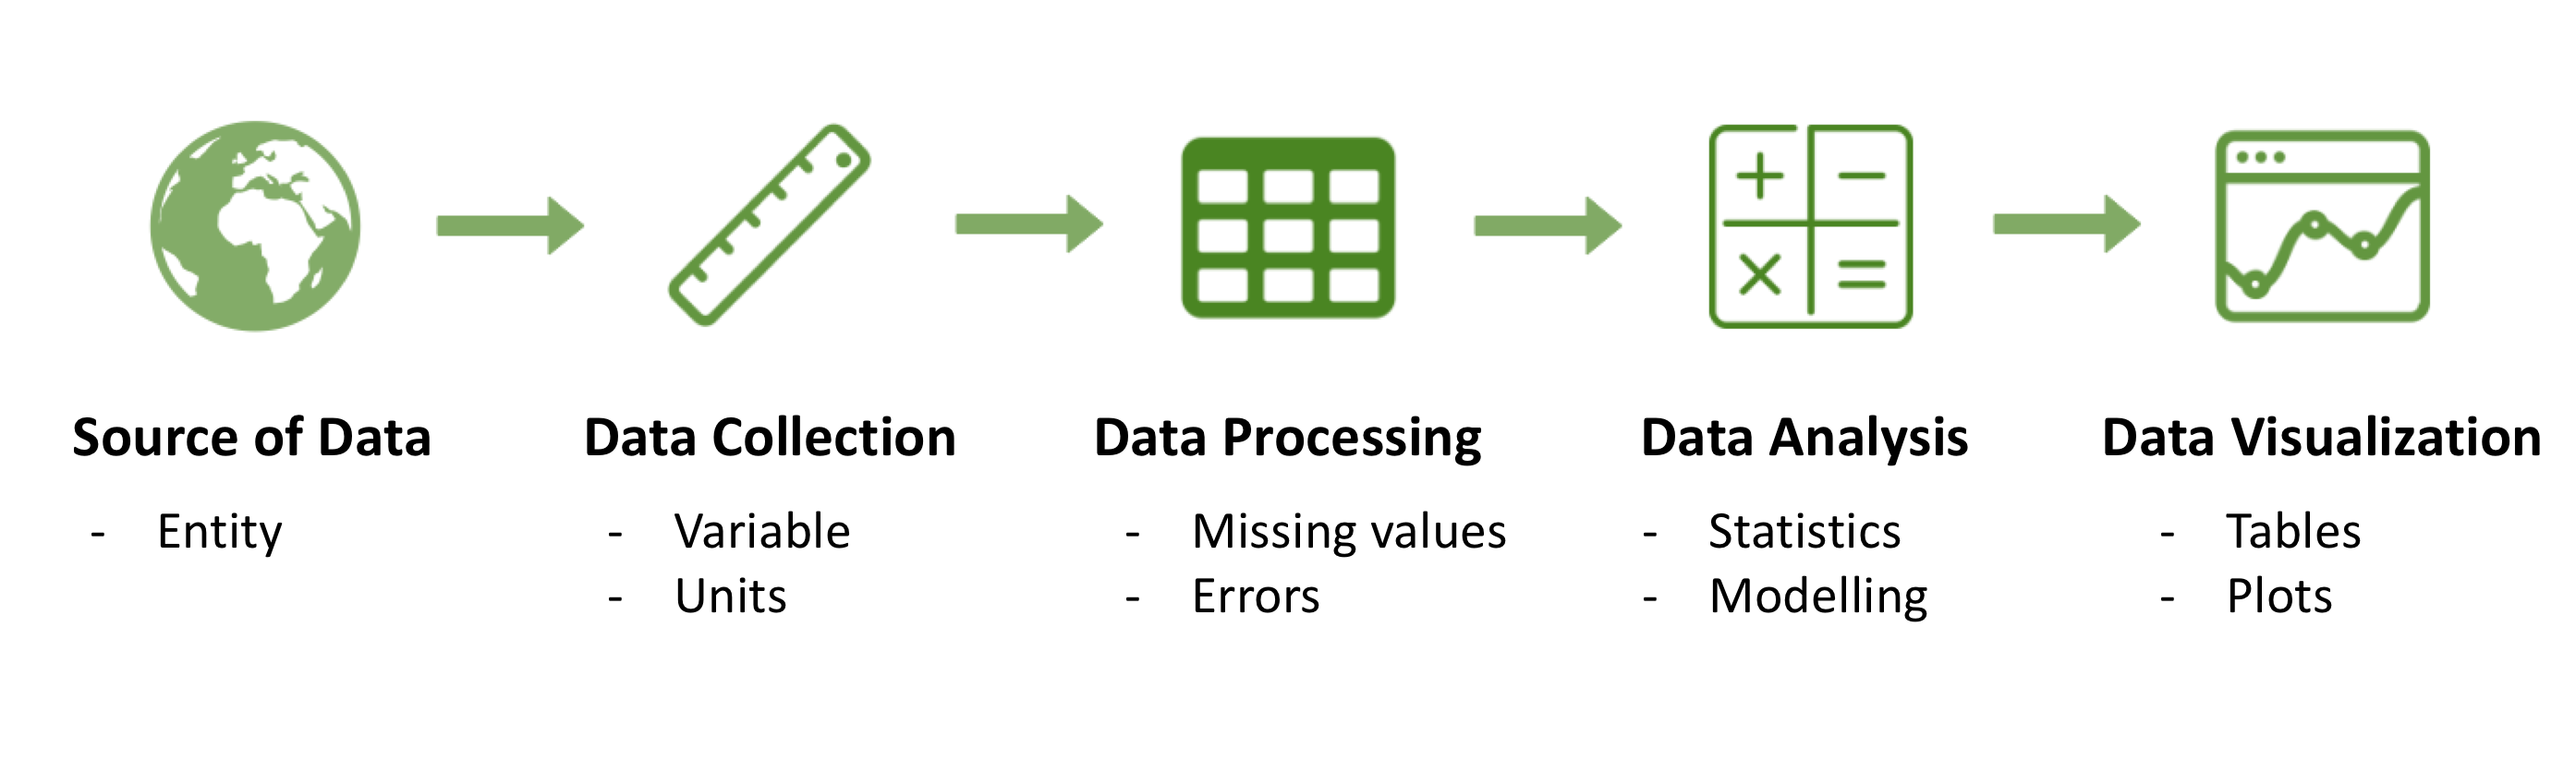 Source of Data
- Entity
Data Collection
- Variable
- Units
Data Processing
- Missing values
- Errors
Data Analysis
- Statistics
- Modelling
Data Visualization
- Tables
- Plots